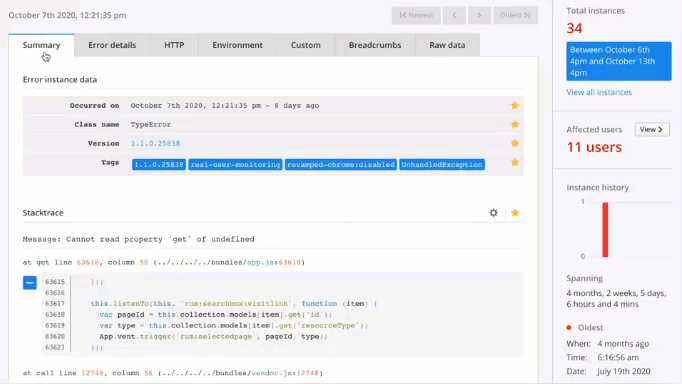 October 7th 2020, 12:21:35 pm
Newest
Oldest
Summary
Error details
HTTP
Environment
Custom
Breadcrumbs
Raw data
Error instance data
Occurred on October 7th 2020, 12:21:35 pm - 8 days ago
Class name TypeError
Version 1.1.0.25838
Tags 1.1.0.25838 real-user-monitoring revamped-chrome:disabled UnhandledException
Stacktrace
Message: Cannot read property 'get' of undefined
at get line 63618, column 50 (../../../../bundles/app.js:63618)
63615 });
63616
63617 this.listenTo(this, 'rum:searchbox:visitlink', function (item) {
63618 var pageId = this.collection.models[item].get('id');
63619 var type = this.collection.models[item].get('resourceType');
63620 App.vent.trigger('rum:selectedpage', pageId, type);
63621 });
at call line 12748, column 56 (../../../../bundles/vendor.js:12748)
Total instances
34
Between October 6th
4pm and October 13th
4pm
View all instances
Affected users
View
11 users
Instance history
1
0
Spanning
4 months, 2 weeks, 5 days,
6 hours and 4 mins
Oldest
When: 4 months ago
Time: 6:16:56 am
Date: July 19th 2020